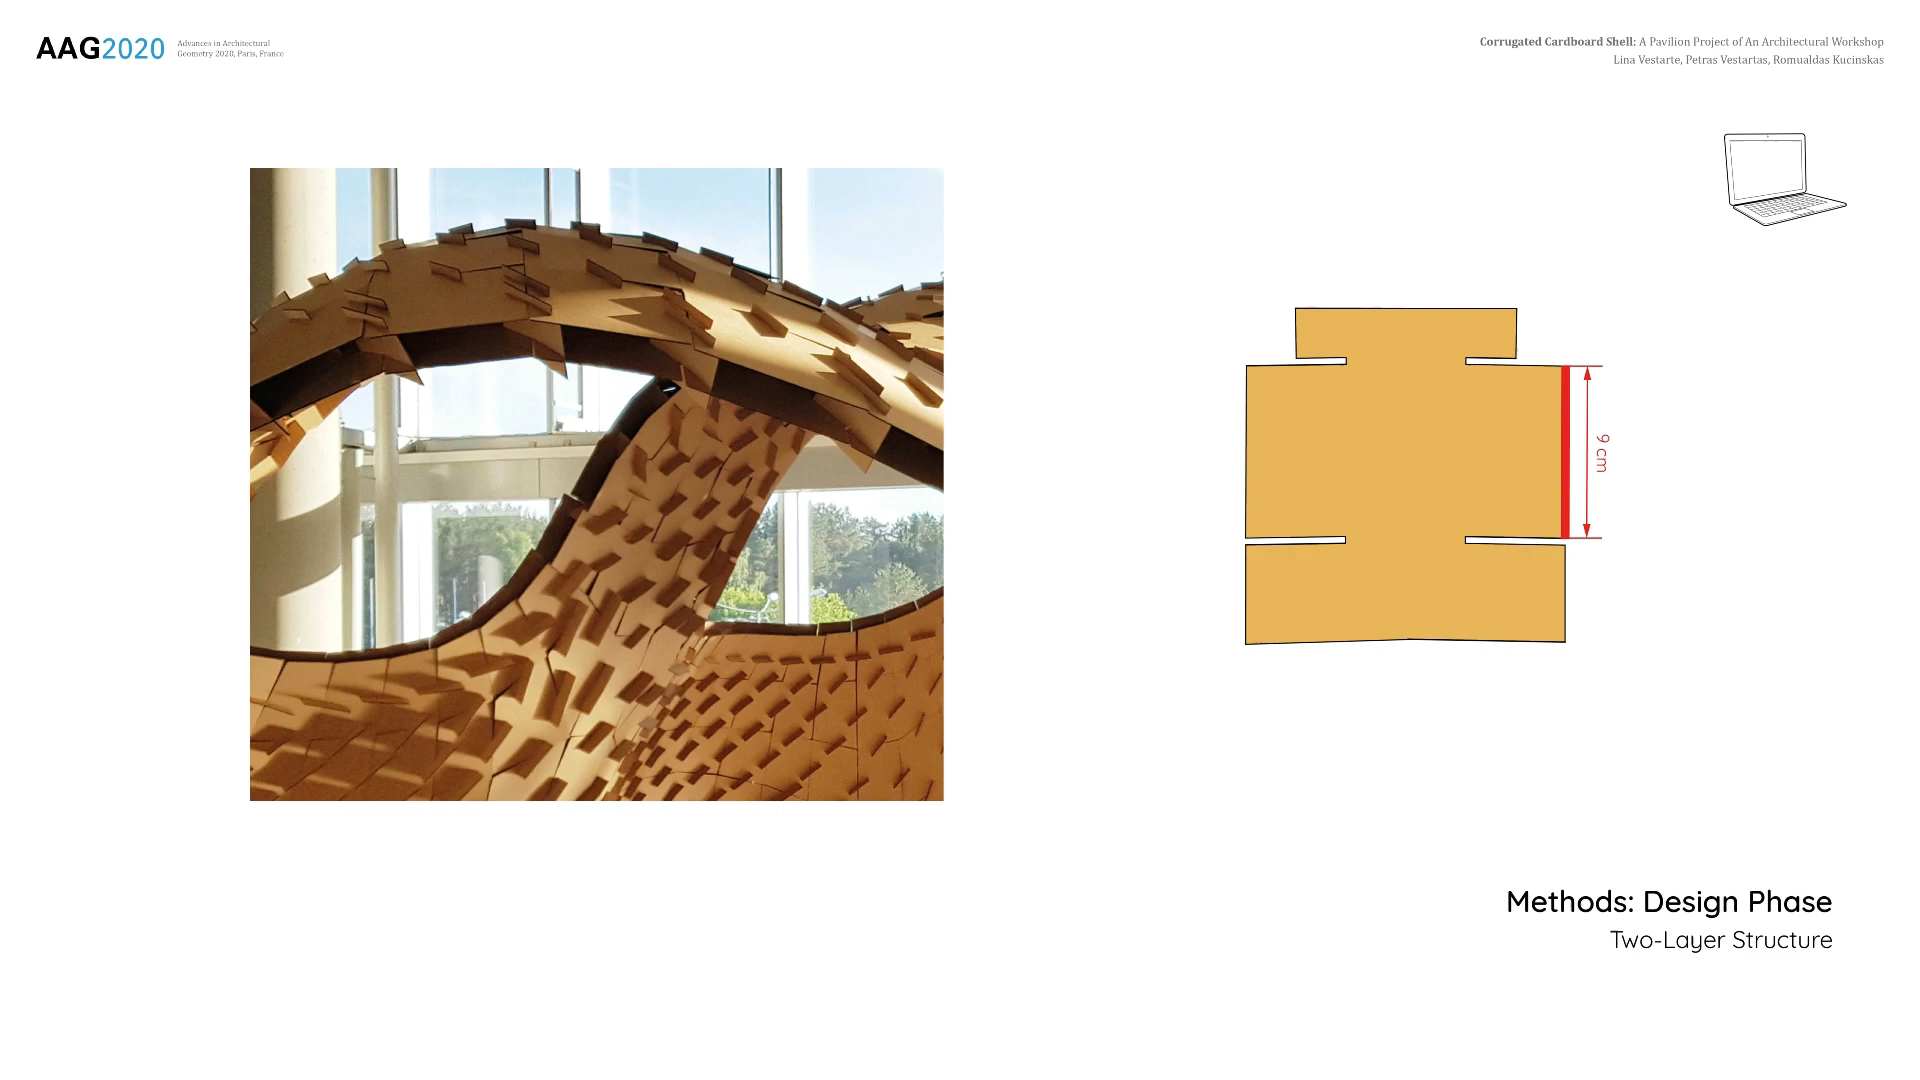 AAG2020
Advances in Architectural
Geometry 2020, Paris, France
Corrugated Cardboard Shell: A Pavilion Project of An Architectural Workshop
Lina Vestarte, Petras Vestartas, Romualdas Kucinskas
9 cm
Methods: Design Phase
Two-Layer Structure